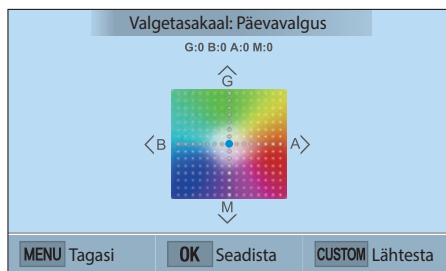 Valgetasakaal: Päevavalgus
G:0 B:0 A:0 M:0
G
B A
M
MENU Tagasi OK Seadista CUSTOM Lähtesta